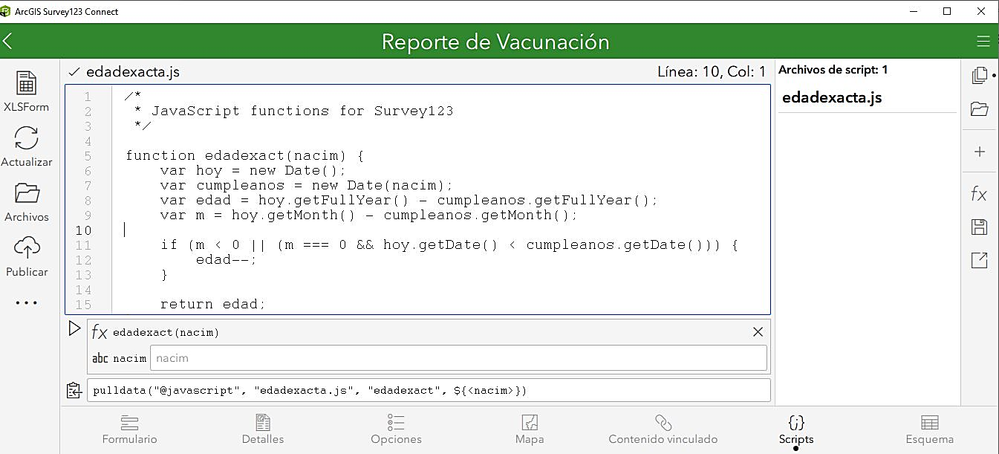 ArcGIS Survey123 Connect
Reporte de Vacunación
XLSForm
Actualizar
Archivos
Publicar
edadexacta.js
Línea: 10, Col: 1
1 /*
2 * JavaScript functions for Survey123
3 */
4
5 function edadexact(nacim) {
6 var hoy = new Date();
7 var cumpleanos = new Date(nacim);
8 var edad = hoy.getFullYear() - cumpleanos.getFullYear();
9 var m = hoy.getMonth() - cumpleanos.getMonth();
10
11 if (m < 0 || (m === 0 && hoy.getDate() < cumpleanos.getDate())) {
12 edad--;
13 }
14
15 return edad;
fx edadexact(nacim)
abc nacim nacim
pulldata("@javascript", "edadexacta.js", "edadexact", ${<nacim>})
Archivos de script: 1
edadexacta.js
fx
Formulario
Detalles
Opciones
Mapa
Contenido vinculado
Scripts
Esquema